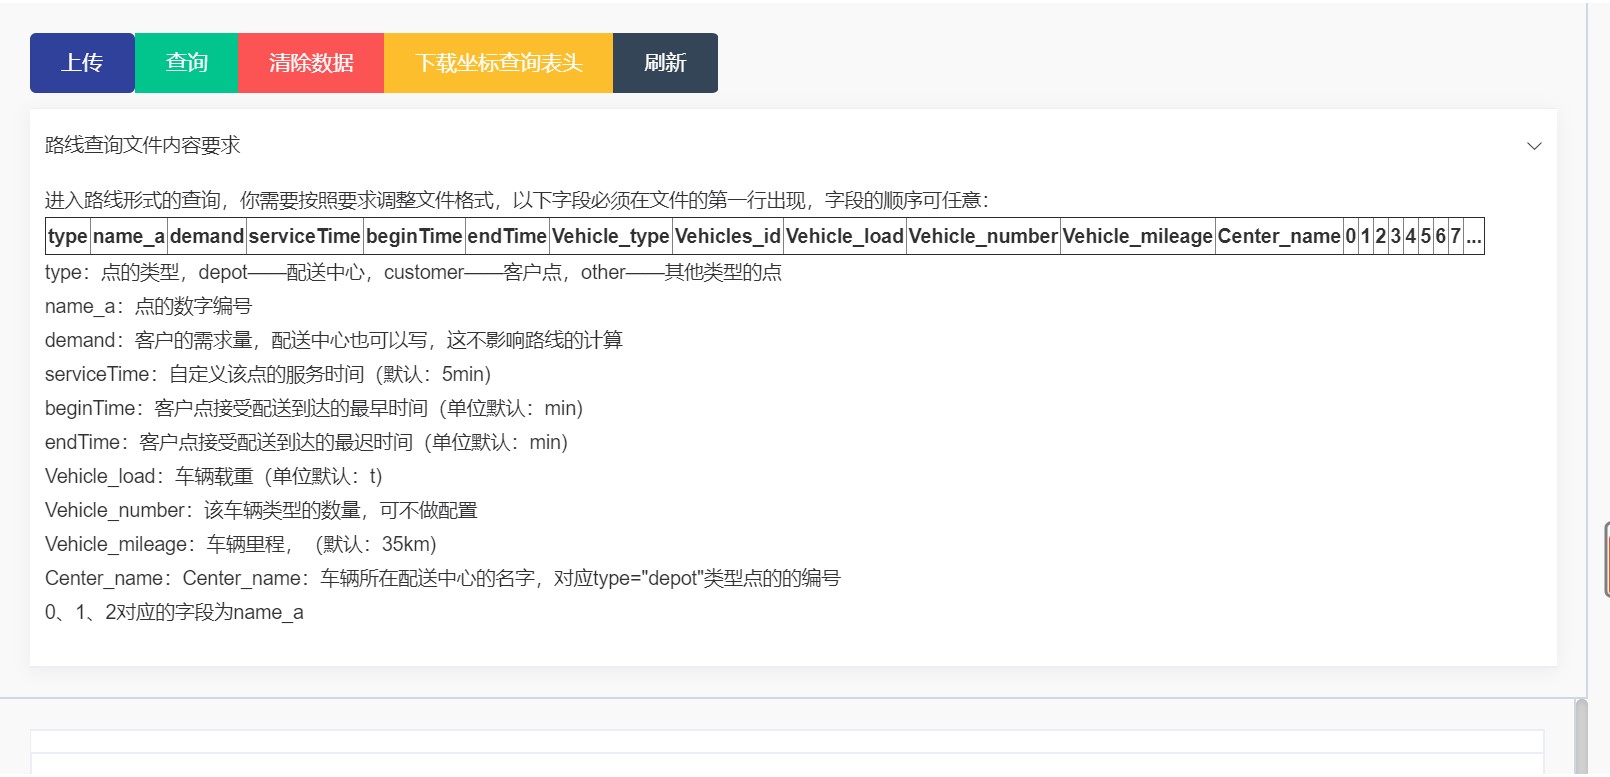 上传 查询 清除数据 下载坐标查询表头 刷新
路线查询文件内容要求
进入路线形式的查询，你需要按照要求调整文件格式，以下字段必须在文件的第一行出现，字段的顺序可任意：
type name_a demand serviceTime beginTime endTime Vehicle_type Vehicles_id Vehicle_load Vehicle_number Vehicle_mileage Center_name 0 1 2 3 4 5 6 7 ...
type：点的类型，depot——配送中心，customer——客户点，other——其他类型的点
name_a：点的数字编号
demand：客户的需求量，配送中心也可以写，这不影响路线的计算
serviceTime：自定义该点的服务时间（默认：5min）
beginTime：客户点接受配送到达的最早时间（单位默认：min）
endTime：客户点接受配送到达的最迟时间（单位默认：min）
Vehicle_load：车辆载重（单位默认：t）
Vehicle_number：该车辆类型的数量，可不做配置
Vehicle_mileage：车辆里程，（默认：35km）
Center_name：Center_name：车辆所在配送中心的名字，对应type="depot"类型点的的编号
0、1、2对应的字段为name_a